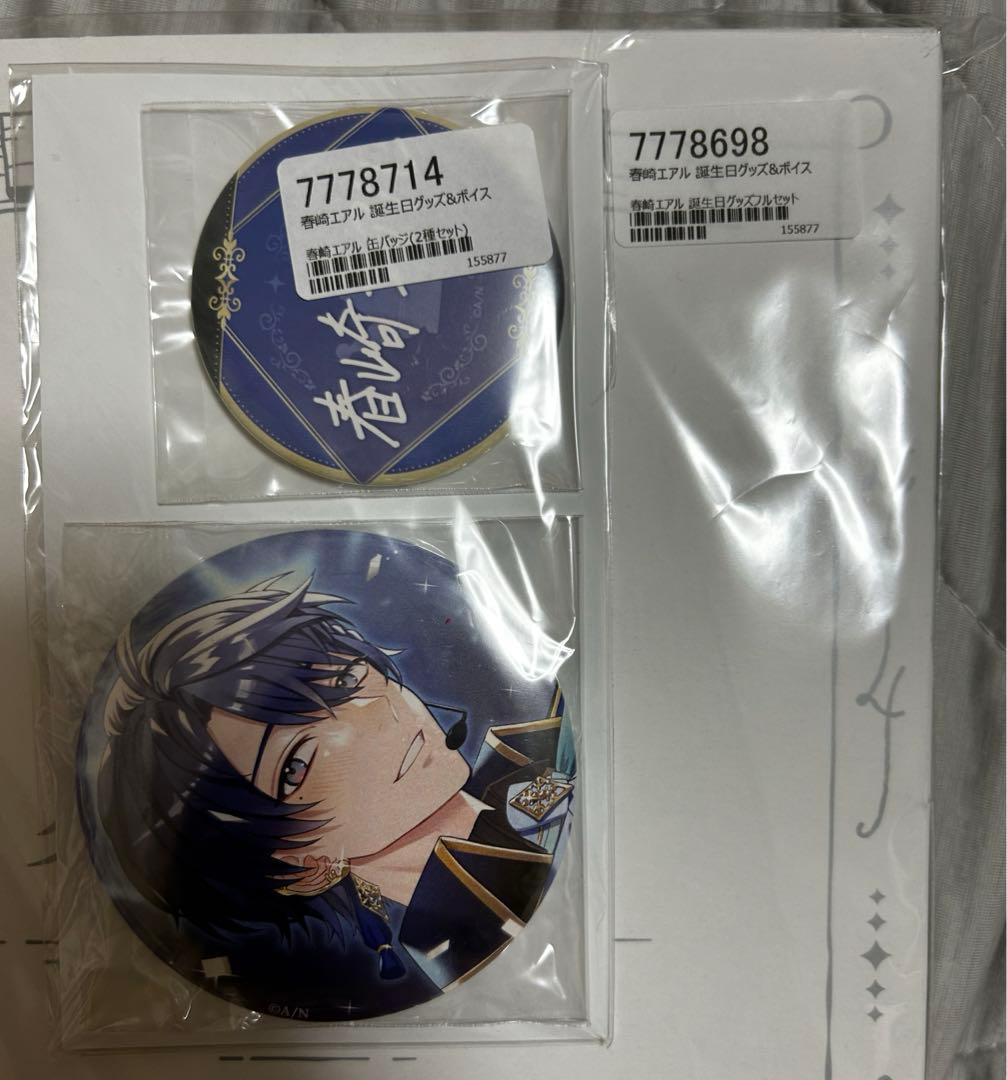 7778714
春崎エアル 誕生日グッズ&ボイス
春崎エアル 缶バッジ(2種セット)
155877
©A/N
春崎
7778698
春崎エアル 誕生日グッズ&ボイス
春崎エアル 誕生日グッズフルセット
155877
©A/N